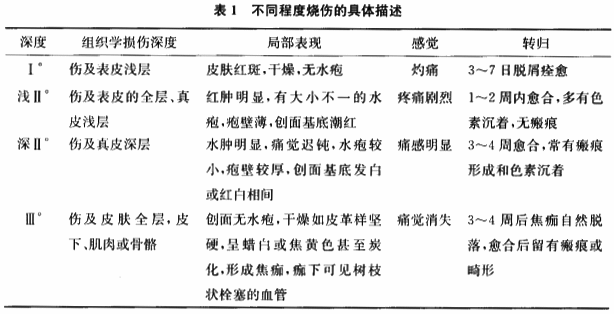 表1 不同程度烧伤的具体描述
深度 组织学损伤深度 局部表现 感觉 转归
Ⅰ° 伤及表皮浅层 皮肤红斑,干燥,无水疱 灼痛 3~7日脱屑痊愈
浅Ⅱ° 伤及表皮的全层、真 红肿明显,有大小不一的水 疼痛剧烈 1~2周内愈合,多有色
皮浅层 疱,疱壁薄,创面基底潮红 素沉着,无瘢痕
深Ⅱ° 伤及真皮深层 水肿明显,痛觉迟钝,水疱较 痛感明显 3~4周愈合,常有瘢痕
小,疱壁较厚,创面基底发白 形成和色素沉着
或红白相间
Ⅲ° 伤及皮肤全层,皮 创面无水疱,干燥如皮革样坚 痛觉消失 3~4周后焦痂自然脱
下、肌肉或骨骼 硬,呈蜡白或焦黄色甚至炭 落,愈合后留有瘢痕或
化,形成焦痂,痂下可见树枝 畸形
状栓塞的血管